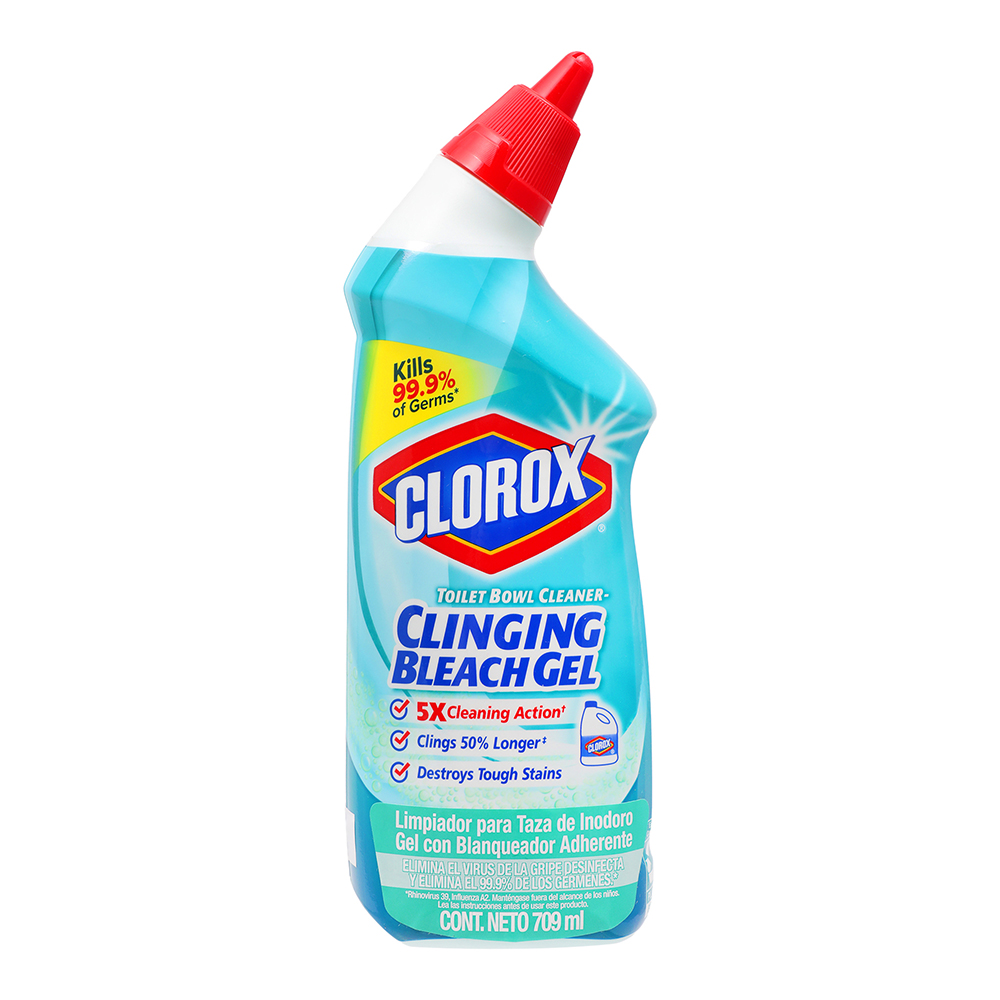 Kills
99.9%
of Germs*
CLOROX
®
TOILET BOWL CLEANER-
CLINGING
BLEACH GEL
5X Cleaning Action†
Clings 50% Longer‡
CLOROX
Destroys Tough Stains
Limpiador para Taza de Inodoro
Gel con Blanqueador Adherente
ELIMINA EL VIRUS DE LA GRIPE DESINFECTA
Y ELIMINA EL 99.9% DE LOS GERMENES.*
*Rhinovirus 39, Influenza A2. Manténgase fuera del alcance de los niños.
Lea las instrucciones antes de usar este producto.
CONT. NETO 709 ml